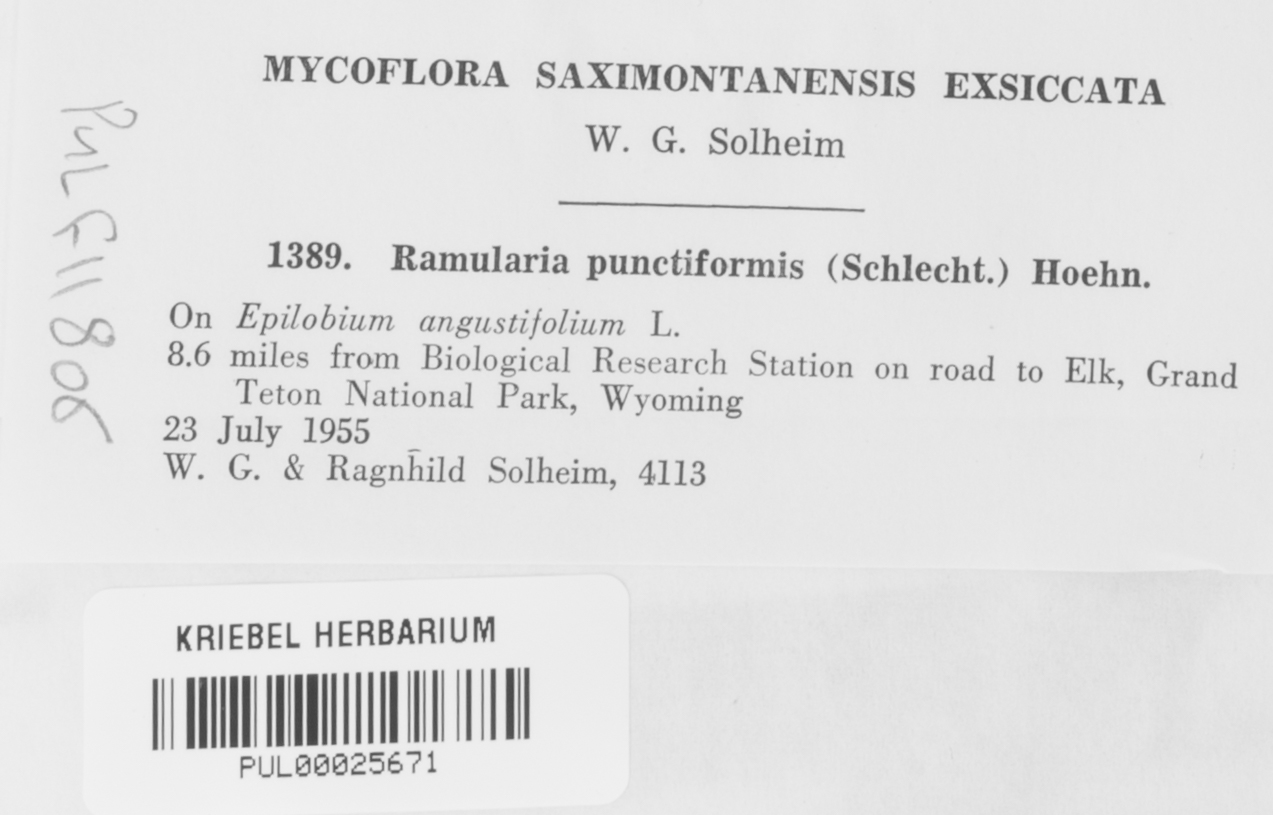 MYCOFLORA SAXIMONTANENSIS EXSICCATA
W. G. Solheim
1389. Ramularia punctiformis (Schlecht.) Hoehn.
On Epilobium angustifolium L.
8.6 miles from Biological Research Station on road to Elk, Grand
Teton National Park, Wyoming
23 July 1955
W. G. & Ragnhild Solheim, 4113
PUL F11806
KRIEBEL HERBARIUM
PUL00025671